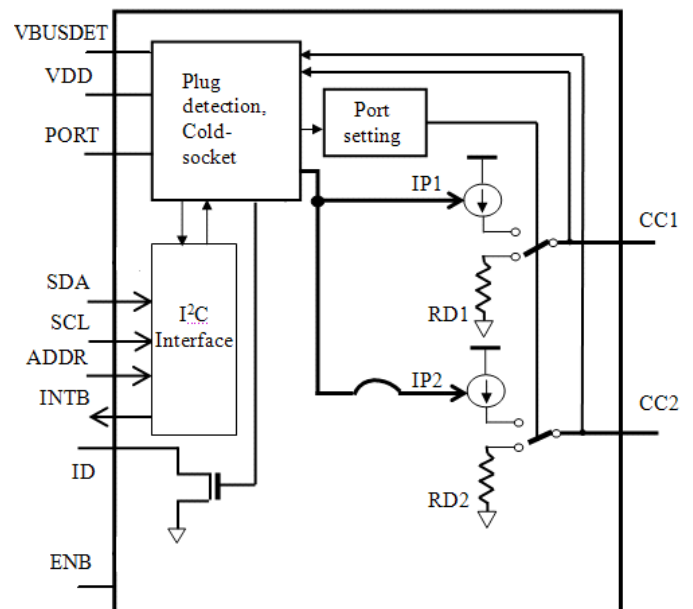 VBUSDET
VDD
PORT
Plug
detection,
Cold-
socket
Port
setting
IP1
CC1
RD1
SDA
SCL
ADDR
INTB
I²C
Interface
IP2
CC2
RD2
ID
ENB